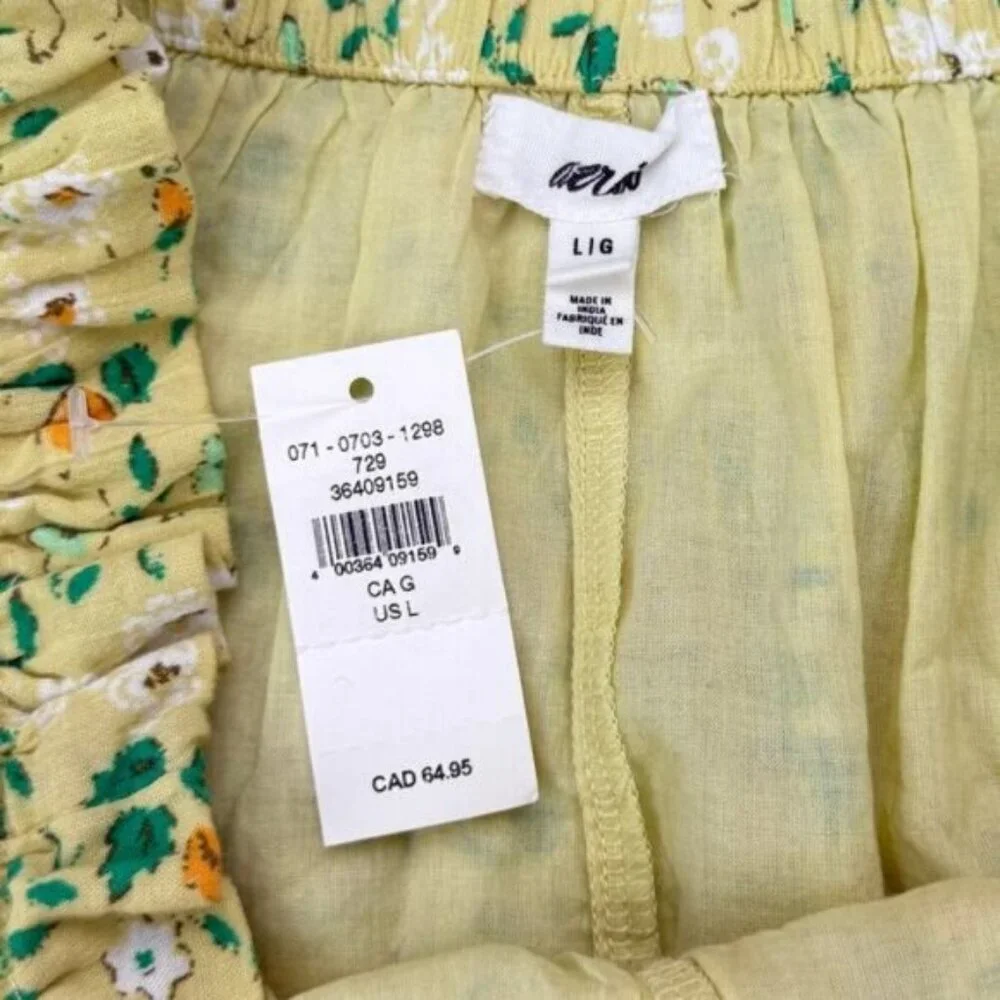 aerie
L|G
MADE IN
INDIA
FABRIQUÉ EN
INDE
071 - 0703 - 1298
729
36409159
4 00364 09159 9
CA G
US L
CAD 64.95